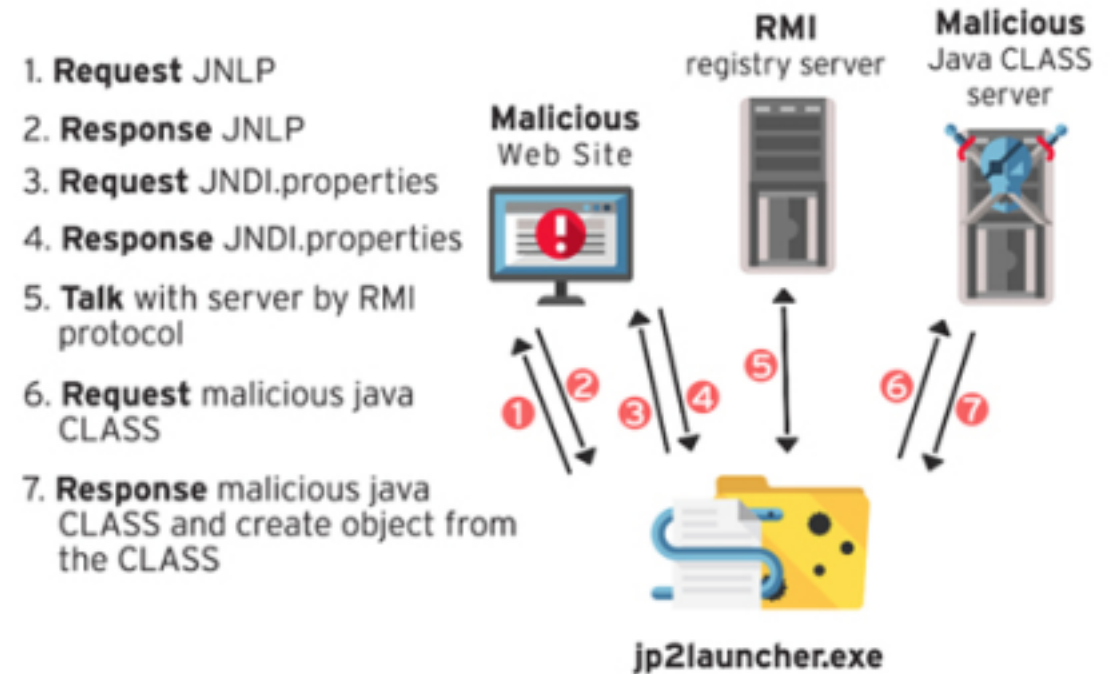 1. Request JNLP
2. Response JNLP
3. Request JNDI.properties
4. Response JNDI.properties
5. Talk with server by RMI
protocol
6. Request malicious java
CLASS
7. Response malicious java
CLASS and create object from
the CLASS
Malicious
Web Site
RMI
registry server
Malicious
Java CLASS
server
1
2
3
4
5
6
7
jp2launcher.exe